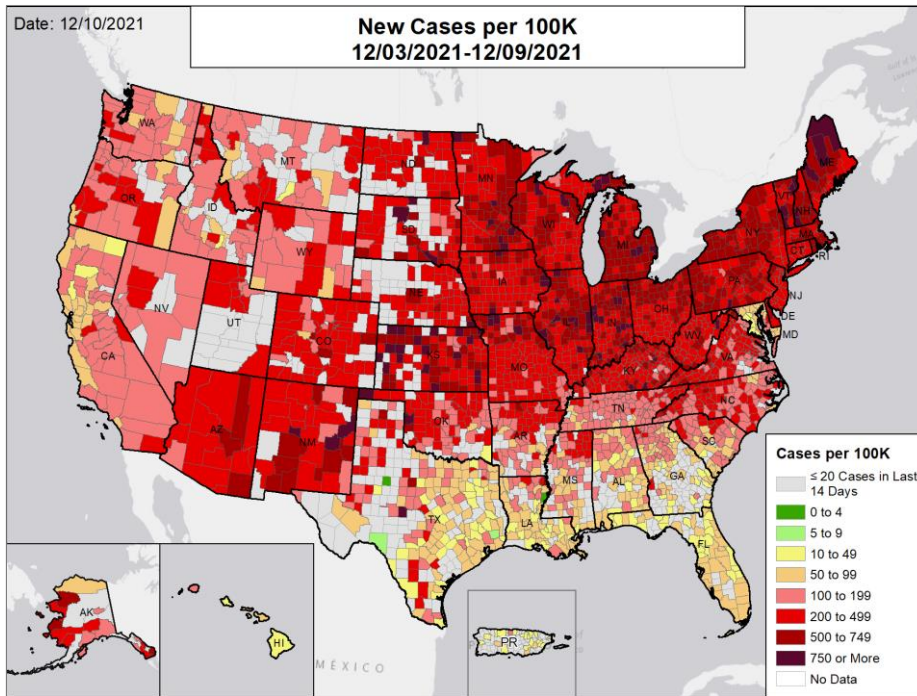 Date: 12/10/2021
New Cases per 100K
12/03/2021-12/09/2021
WA
MT
ND
MN
ME
OR
ID
SD
WI
VT
NH
WY
MI
NY
MA
CT
RI
IA
NE
PA
NV
UT
IL
IN
OH
NJ
CO
DE
MD
CA
KS
MO
WV
VA
KY
AZ
NM
OK
TN
NC
AR
SC
MS
AL
GA
TX
LA
FL
AK
HI
PR
MÉXICO
Cases per 100K
≤ 20 Cases in Last
14 Days
0 to 4
5 to 9
10 to 49
50 to 99
100 to 199
200 to 499
500 to 749
750 or More
No Data